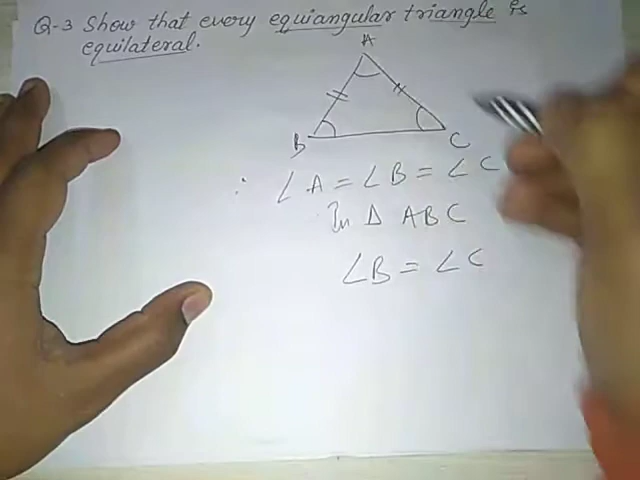 Q-3 Show that every equiangular triangle is
equilateral.
A
B
C
∴ ∠A = ∠B = ∠C
In Δ ABC
∠B = ∠C